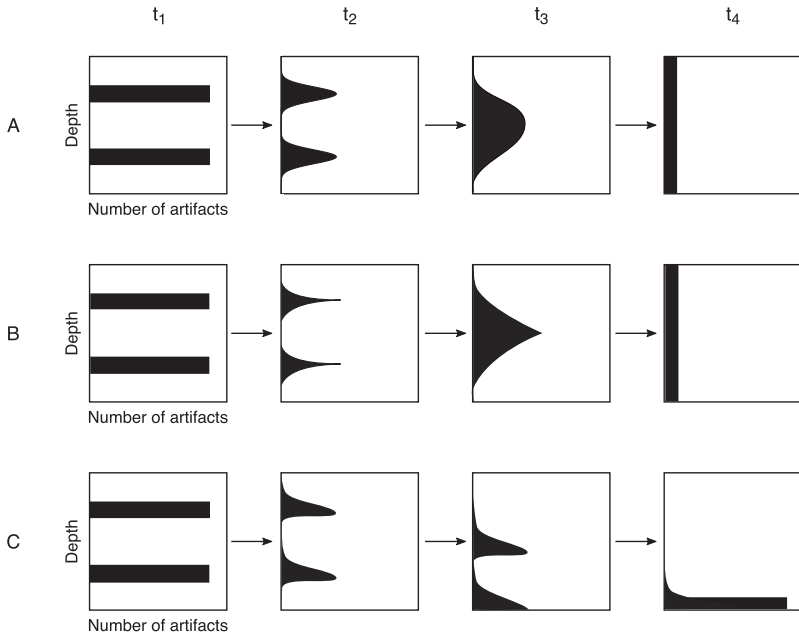 t1 t2 t3 t4
A
Depth
Number of artifacts
B
Depth
Number of artifacts
C
Depth
Number of artifacts